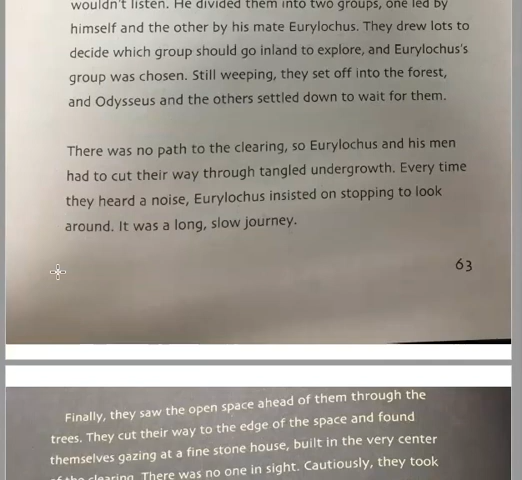 wouldn't listen. He divided them into two groups, one led by
himself and the other by his mate Eurylochus. They drew lots to
decide which group should go inland to explore, and Eurylochus's
group was chosen. Still weeping, they set off into the forest,
and Odysseus and the others settled down to wait for them.
There was no path to the clearing, so Eurylochus and his men
had to cut their way through tangled undergrowth. Every time
they heard a noise, Eurylochus insisted on stopping to look
around. It was a long, slow journey.
63
Finally, they saw the open space ahead of them through the
trees. They cut their way to the edge of the space and found
themselves gazing at a fine stone house, built in the very center
of the clearing. There was no one in sight. Cautiously, they took